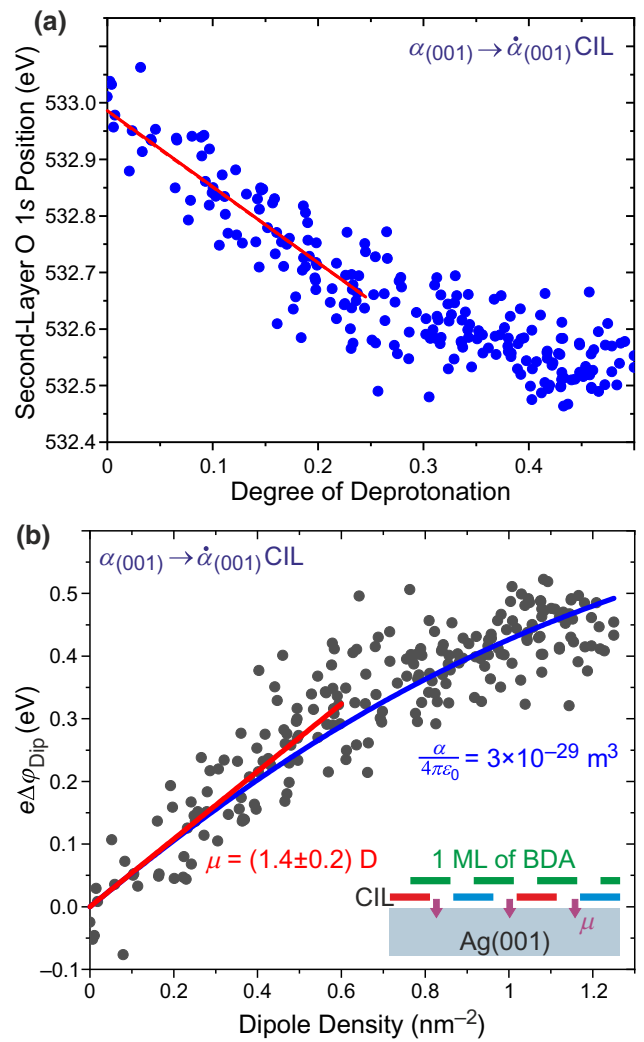 (a)
α(001) → α̇(001) CIL
Second-Layer O 1s Position (eV)
533.0
532.9
532.8
532.7
532.6
532.5
532.4
0 0.1 0.2 0.3 0.4
Degree of Deprotonation
(b)
α(001) → α̇(001) CIL
eΔφDip (eV)
0.5
0.4
0.3
0.2
0.1
0.0
−0.1
α/4πε0 = 3×10−29 m3
μ = (1.4±0.2) D
1 ML of BDA
CIL
μ
Ag(001)
0 0.2 0.4 0.6 0.8 1 1.2
Dipole Density (nm−2)